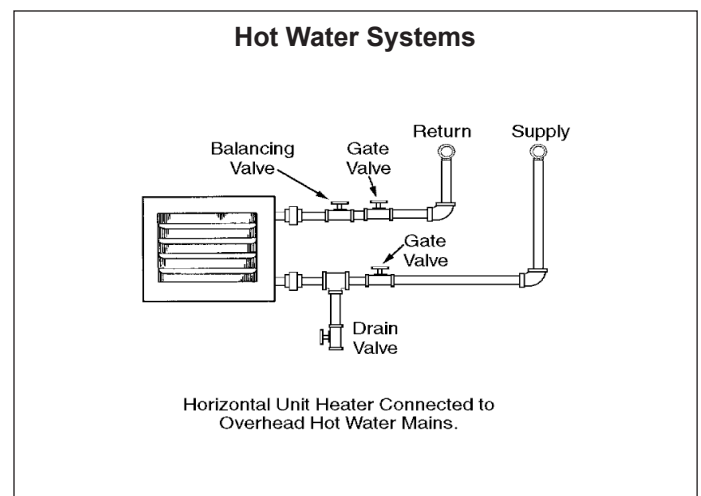 Hot Water Systems
Return
Supply
Balancing
Valve
Gate
Valve
Gate
Valve
Drain
Valve
Horizontal Unit Heater Connected to
Overhead Hot Water Mains.